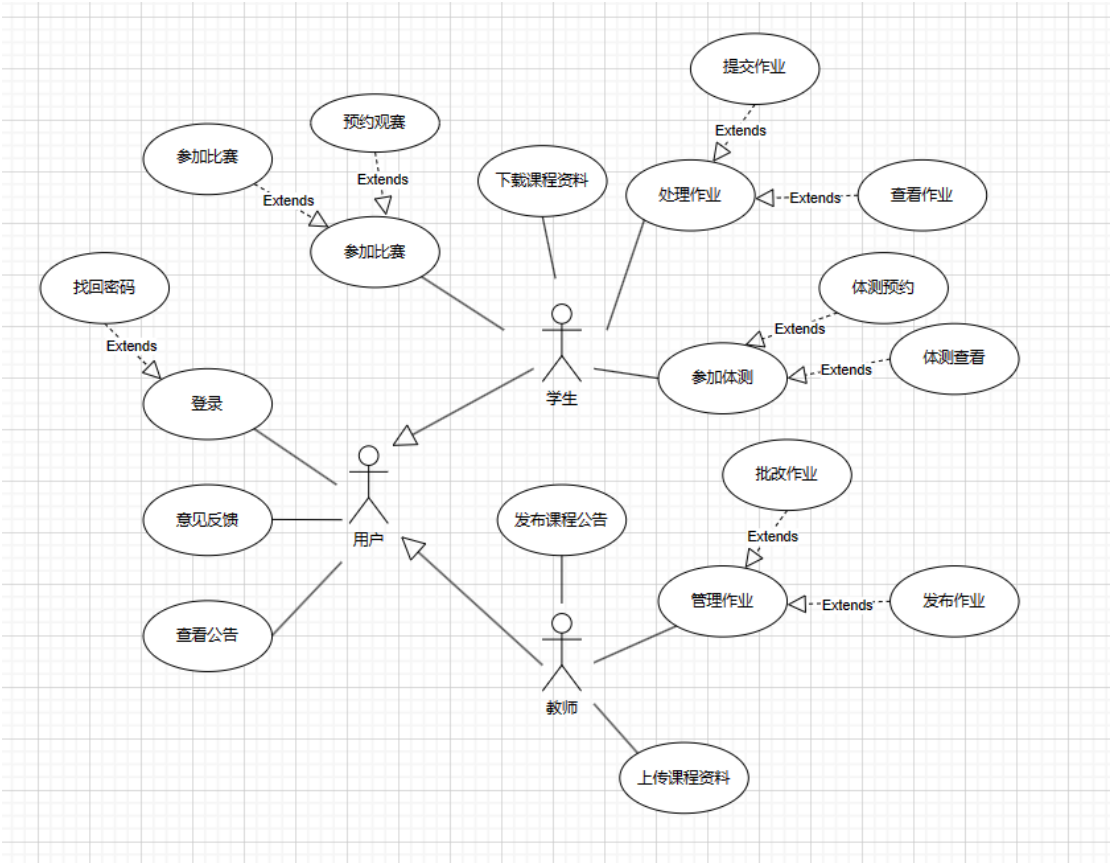 提交作业
Extends
预约观赛
参加比赛
Extends
Extends
下载课程资料
处理作业
Extends
查看作业
参加比赛
找回密码
Extends
体测预约
Extends
体测查看
Extends
参加体测
登录
学生
批改作业
意见反馈
用户
发布课程公告
Extends
管理作业
Extends
发布作业
查看公告
教师
上传课程资料